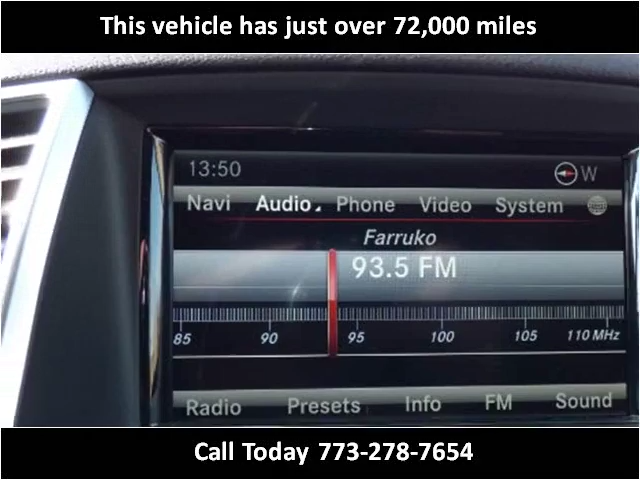 This vehicle has just over 72,000 miles
13:50 W
Navi Audio Phone Video System
Farruko
93.5 FM
85 90 95 100 105 110 MHz
Radio Presets Info FM Sound
Call Today 773-278-7654